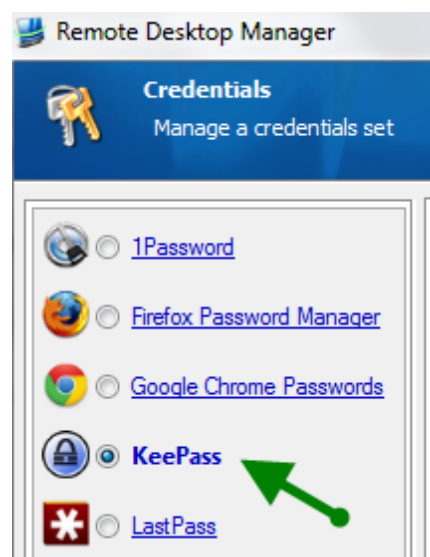 Remote Desktop Manager
Credentials
Manage a credentials set
1Password
Firefox Password Manager
Google Chrome Passwords
KeePass
LastPass